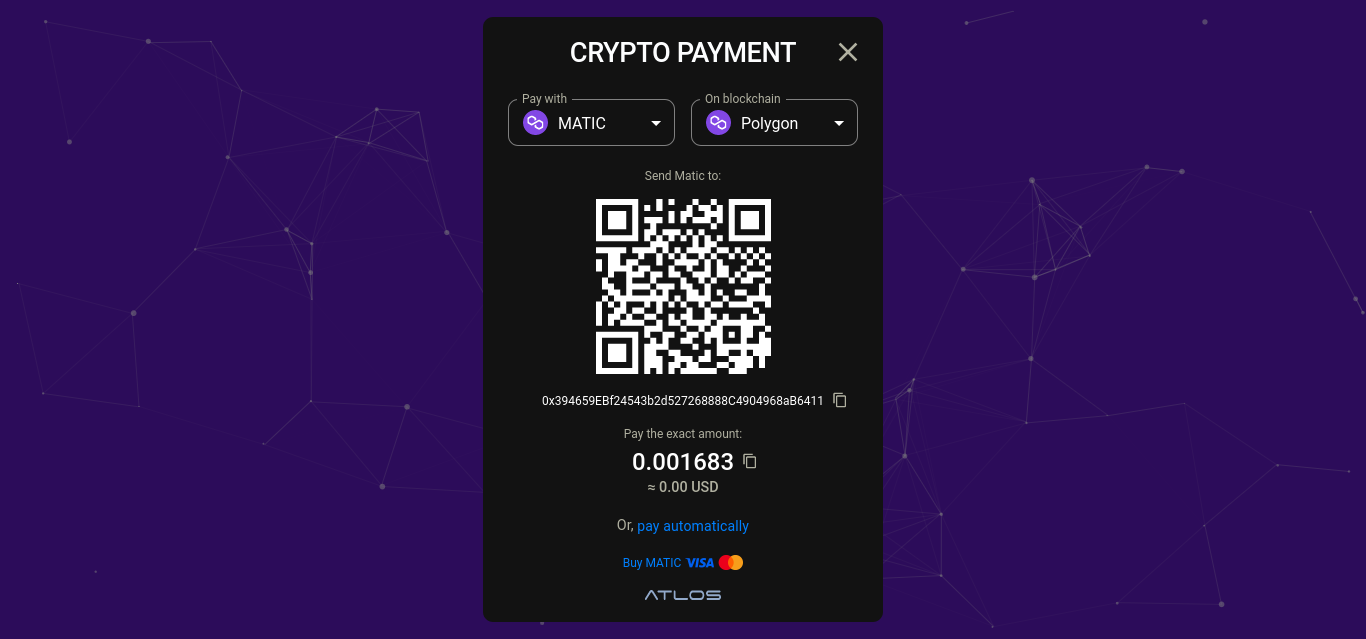 CRYPTO PAYMENT
Pay with
On blockchain
MATIC
Polygon
Send Matic to:
0x394659EBf24543b2d527268888C4904968aB6411
Pay the exact amount:
0.001683
≈ 0.00 USD
Or, pay automatically
Buy MATIC VISA
ATLOS